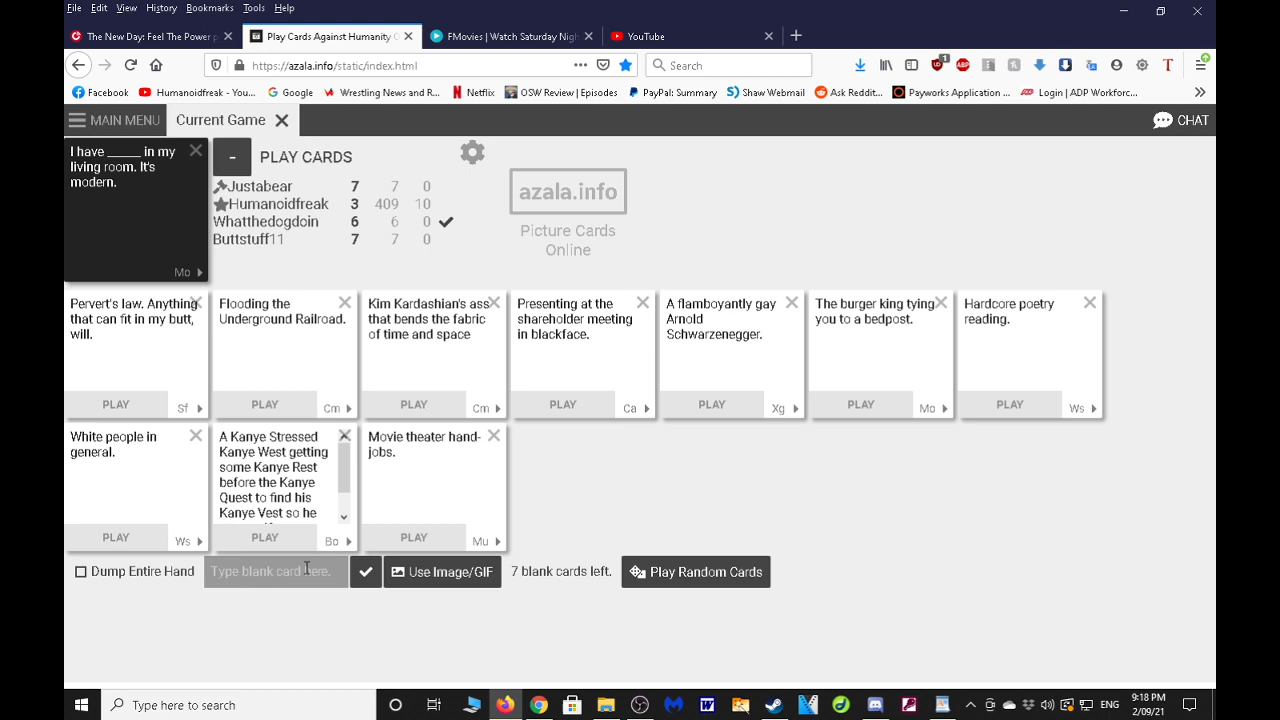 File Edit View History Bookmarks Tools Help
The New Day: Feel The Power p
Play Cards Against Humanity O
FMovies | Watch Saturday Nigh
YouTube
https://azala.info/static/index.html
Search
Facebook
Humanoidfreak - You...
Google
Wrestling News and R...
Netflix
OSW Review | Episodes
PayPal: Summary
Shaw Webmail
Ask Reddit...
Payworks Application ...
Login | ADP Workforc...
MAIN MENU
Current Game
CHAT
I have ______ in my
living room. It's
modern.
Mo
- PLAY CARDS
Justabear 7 7 0
Humanoidfreak 3 409 10
Whatthedogdoin 6 6 0
Buttstuff11 7 7 0
azala.info
Picture Cards
Online
Pervert's law. Anything
that can fit in my butt,
will.
PLAY Sf
Flooding the
Underground Railroad.
PLAY Cm
Kim Kardashian's ass
that bends the fabric
of time and space
PLAY Cm
Presenting at the
shareholder meeting
in blackface.
PLAY Ca
A flamboyantly gay
Arnold
Schwarzenegger.
PLAY Xg
The burger king tying
you to a bedpost.
PLAY Mo
Hardcore poetry
reading.
PLAY Ws
White people in
general.
PLAY Ws
A Kanye Stressed
Kanye West getting
some Kanye Rest
before the Kanye
Quest to find his
Kanye Vest so he
PLAY Bo
Movie theater hand-
jobs.
PLAY Mu
Dump Entire Hand
Type blank card here.
Use Image/GIF
7 blank cards left.
Play Random Cards
Type here to search
ENG
9:18 PM
2/09/21